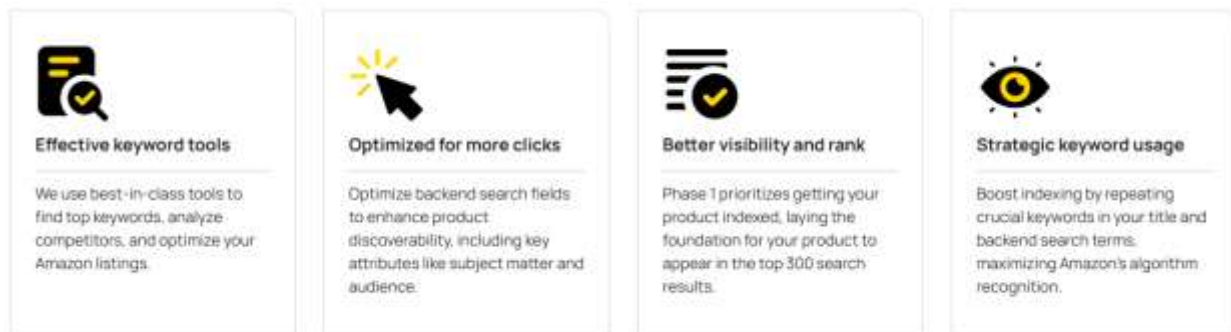 Effective keyword tools
We use best-in-class tools to
find top keywords, analyze
competitors, and optimize your
Amazon listings.
Optimized for more clicks
Optimize backend search fields
to enhance product
discoverability, including key
attributes like subject matter and
audience.
Better visibility and rank
Phase 1 prioritizes getting your
product indexed, laying the
foundation for your product to
appear in the top 300 search
results.
Strategic keyword usage
Boost indexing by repeating
crucial keywords in your title and
backend search terms,
maximizing Amazon's algorithm
recognition.